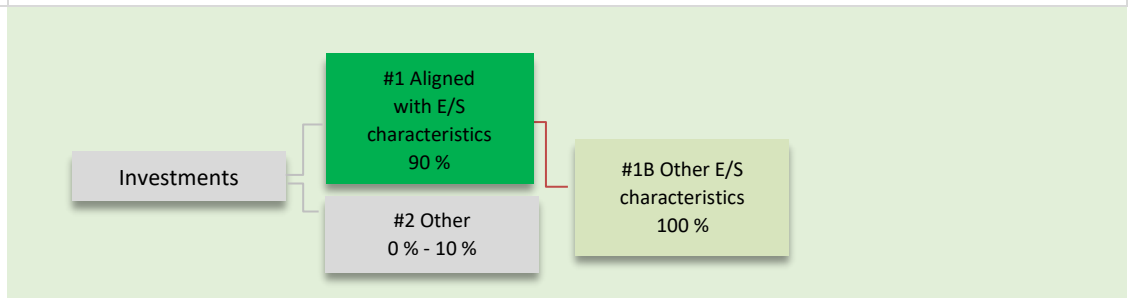 Investments
#1 Aligned
with E/S
characteristics
90 %
#2 Other
0 % - 10 %
#1B Other E/S
characteristics
100 %